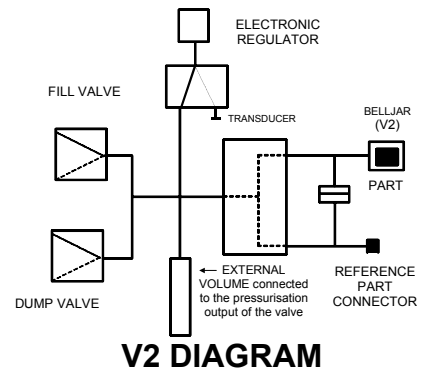 ELECTRONIC
REGULATOR
FILL VALVE
TRANSDUCER
BELLJAR
(V2)
PART
← EXTERNAL
VOLUME connected
to the pressurisation
output of the valve
REFERENCE
PART
CONNECTOR
DUMP VALVE
V2 DIAGRAM